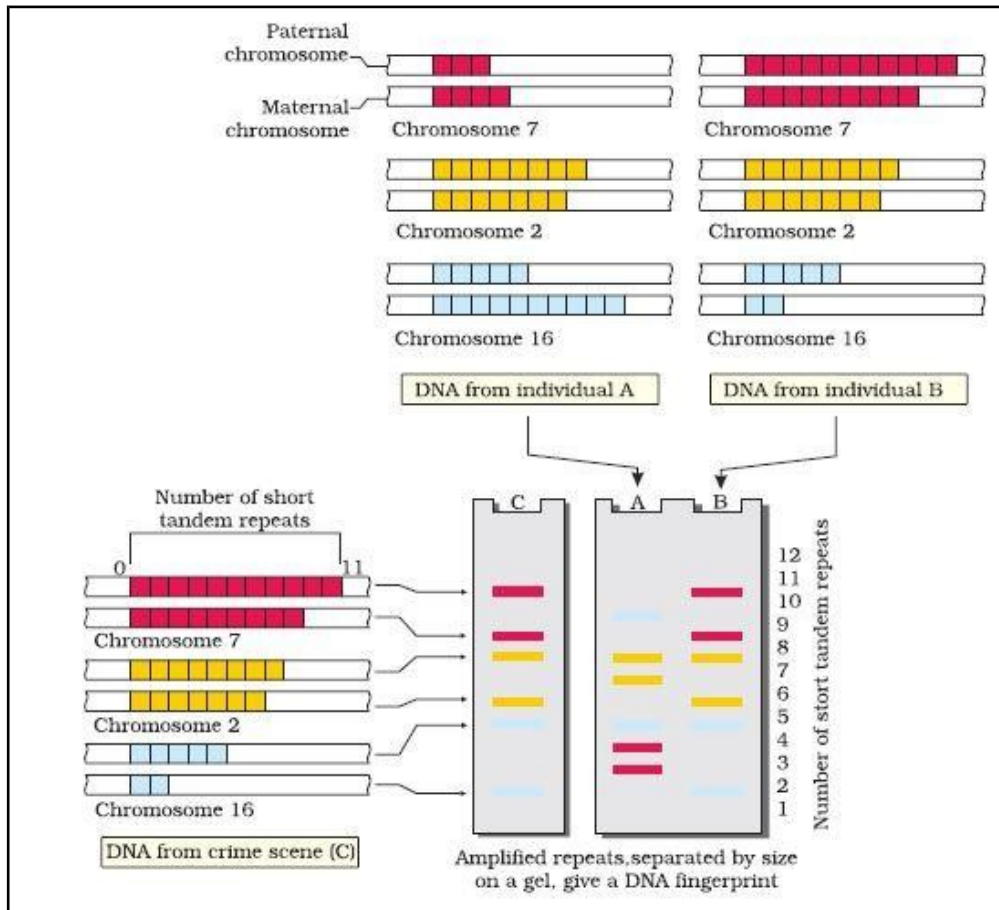 Paternal
chromosome
Maternal
chromosome
Chromosome 7
Chromosome 7
Chromosome 2
Chromosome 2
Chromosome 16
Chromosome 16
DNA from individual A
DNA from individual B
Number of short
tandem repeats
0
11
Chromosome 7
Chromosome 2
Chromosome 16
DNA from crime scene (C)
C
A
B
12
11
10
9
8
7
6
5
4
3
2
1
Number of stort tandem repeats
Amplified repeats,separated by size
on a gel, give a DNA fingerprint